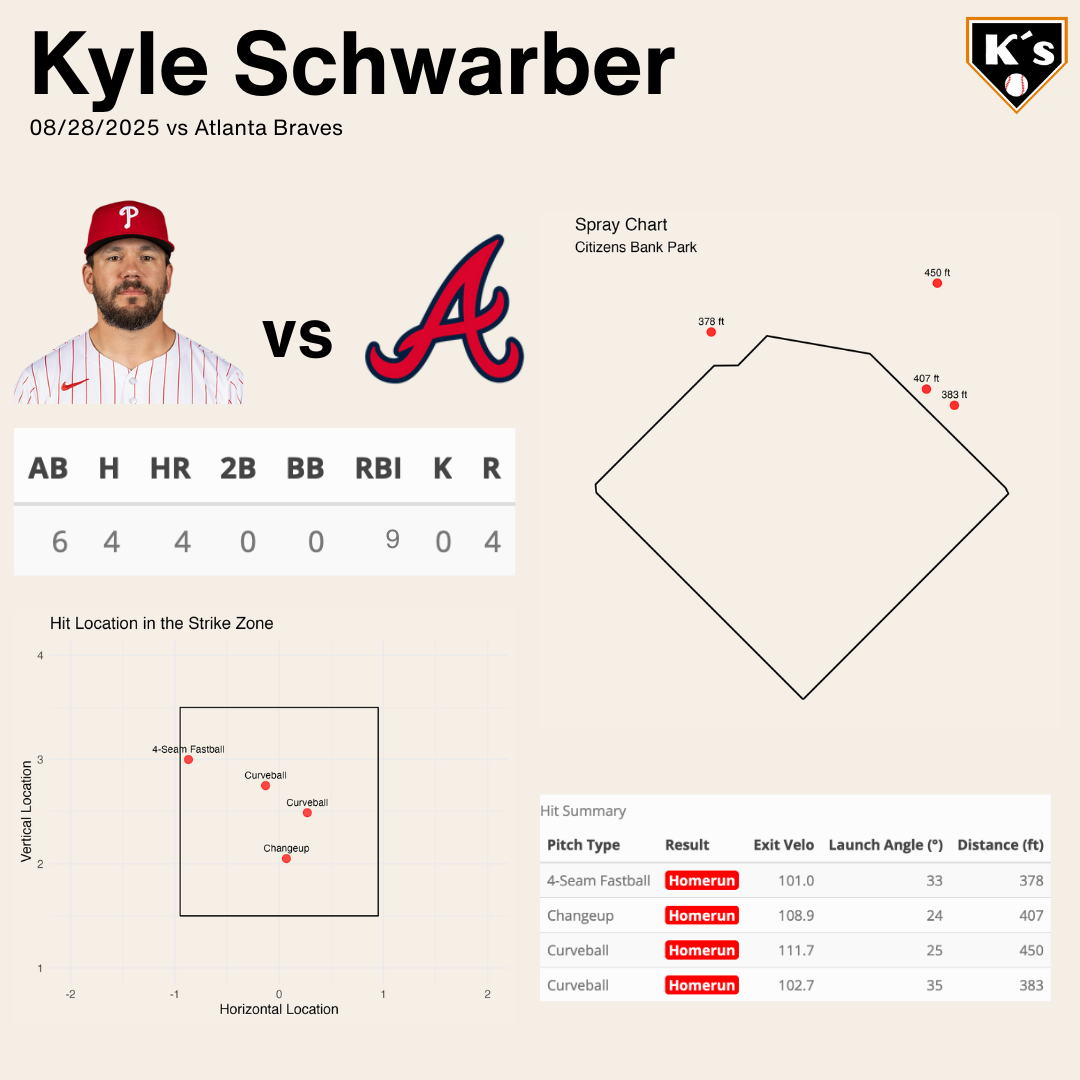 Kyle Schwarber
08/28/2025 vs Atlanta Braves
K´s
P
vs
A
AB H HR 2B BB RBI K R
6 4 4 0 0 9 0 4
Spray Chart
Citizens Bank Park
450 ft
378 ft
407 ft
383 ft
Hit Location in the Strike Zone
4
3
2
1
Vertical Location
4-Seam Fastball
Curveball
Curveball
Changeup
-2 -1 0 1 2
Horizontal Location
Hit Summary
Pitch Type Result Exit Velo Launch Angle (°) Distance (ft)
4-Seam Fastball Homerun 101.0 33 378
Changeup Homerun 108.9 24 407
Curveball Homerun 111.7 25 450
Curveball Homerun 102.7 35 383